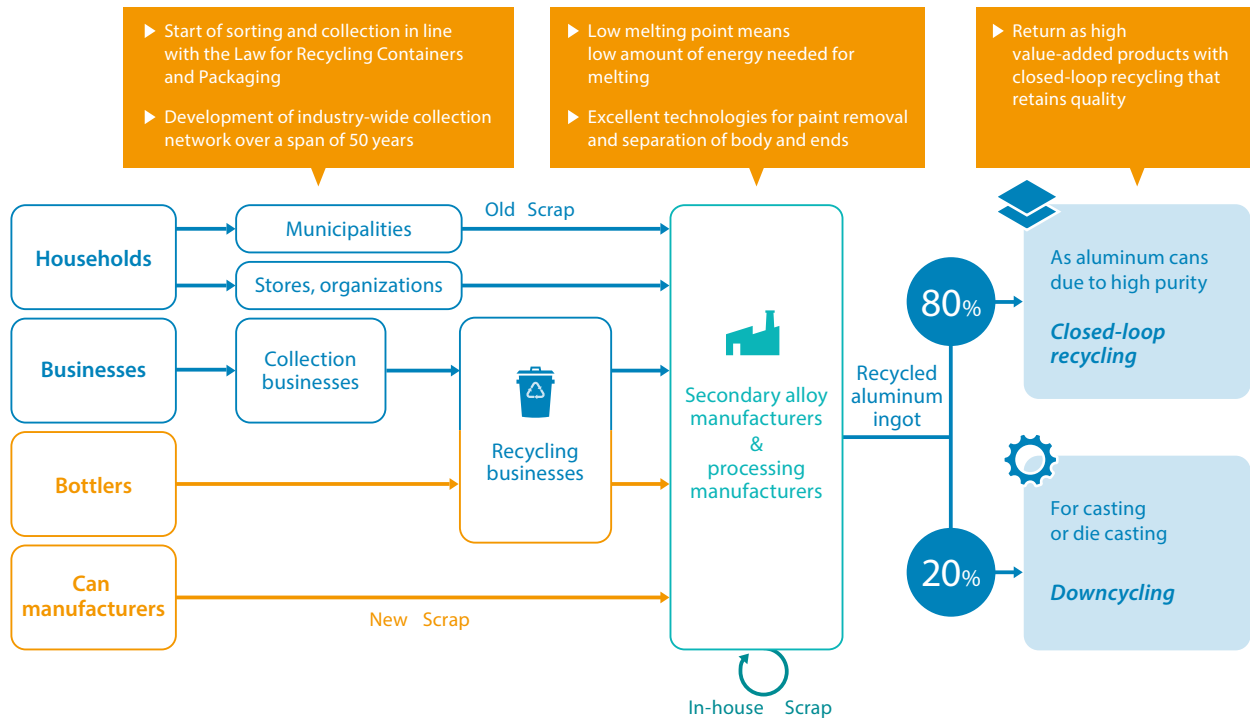 ▶ Start of sorting and collection in line
with the Law for Recycling Containers
and Packaging
▶ Development of industry-wide collection
network over a span of 50 years
▶ Low melting point means
low amount of energy needed for
melting
▶ Excellent technologies for paint removal
and separation of body and ends
▶ Return as high
value-added products with
closed-loop recycling that
retains quality
Households
Municipalities
Old Scrap
Stores, organizations
Businesses
Collection
businesses
Recycling
businesses
Bottlers
Can
manufacturers
New Scrap
Secondary alloy
manufacturers
&
processing
manufacturers
In-house Scrap
Recycled
aluminum
ingot
80%
As aluminum cans
due to high purity
Closed-loop
recycling
20%
For casting
or die casting
Downcycling